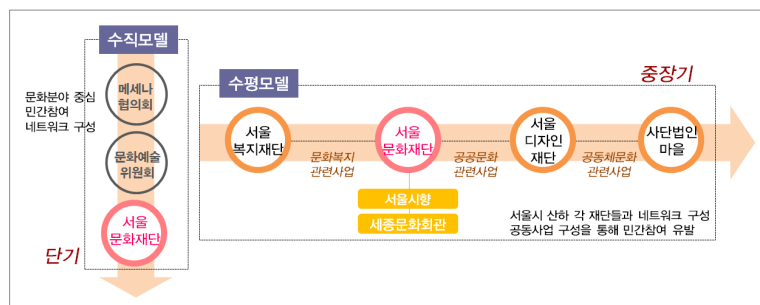 수직모델
문화분야 중심
민간참여
네트워크 구성
메세나
협의회
문화예술
위원회
서울
문화재단
단기
수평모델
중장기
서울
복지재단
문화복지
관련사업
서울
문화재단
공공문화
관련사업
서울
디자인
재단
공동체문화
관련사업
사단법인
마을
서울시향
세종문화회관
서울시 산하 각 재단들과 네트워크 구성
공동사업 구성을 통해 민간참여 유발